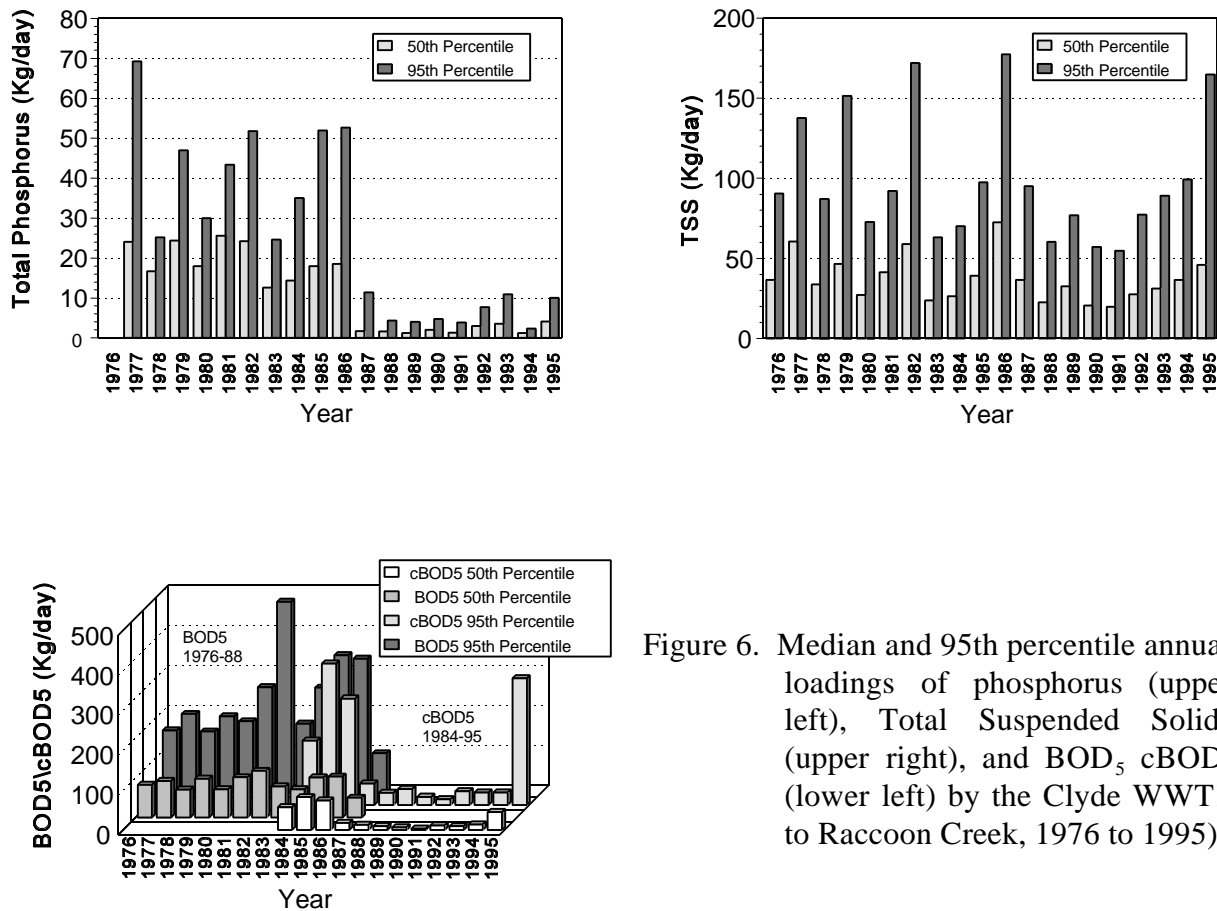 80
70
60
50
40
30
20
10
0
Total Phosphorus (Kg/day)
50th Percentile
95th Percentile
1976 1977 1978 1979 1980 1981 1982 1983 1984 1985 1986 1987 1988 1989 1990 1991 1992 1993 1994 1995
Year
200
150
100
50
0
TSS (Kg/day)
50th Percentile
95th Percentile
1976 1977 1978 1979 1980 1981 1982 1983 1984 1985 1986 1987 1988 1989 1990 1991 1992 1993 1994 1995
Year
500
400
300
200
100
0
BOD5\cBOD5 (Kg/day)
cBOD5 50th Percentile
BOD5 50th Percentile
cBOD5 95th Percentile
BOD5 95th Percentile
BOD5
1976-88
cBOD5
1984-95
1976 1977 1978 1979 1980 1981 1982 1983 1984 1985 1986 1987 1988 1989 1990 1991 1992 1993 1994 1995
Year
Figure 6. Median and 95th percentile annua
loadings of phosphorus (uppe
left), Total Suspended Solid
(upper right), and BOD₅ cBOD
(lower left) by the Clyde WWT
to Raccoon Creek, 1976 to 1995)